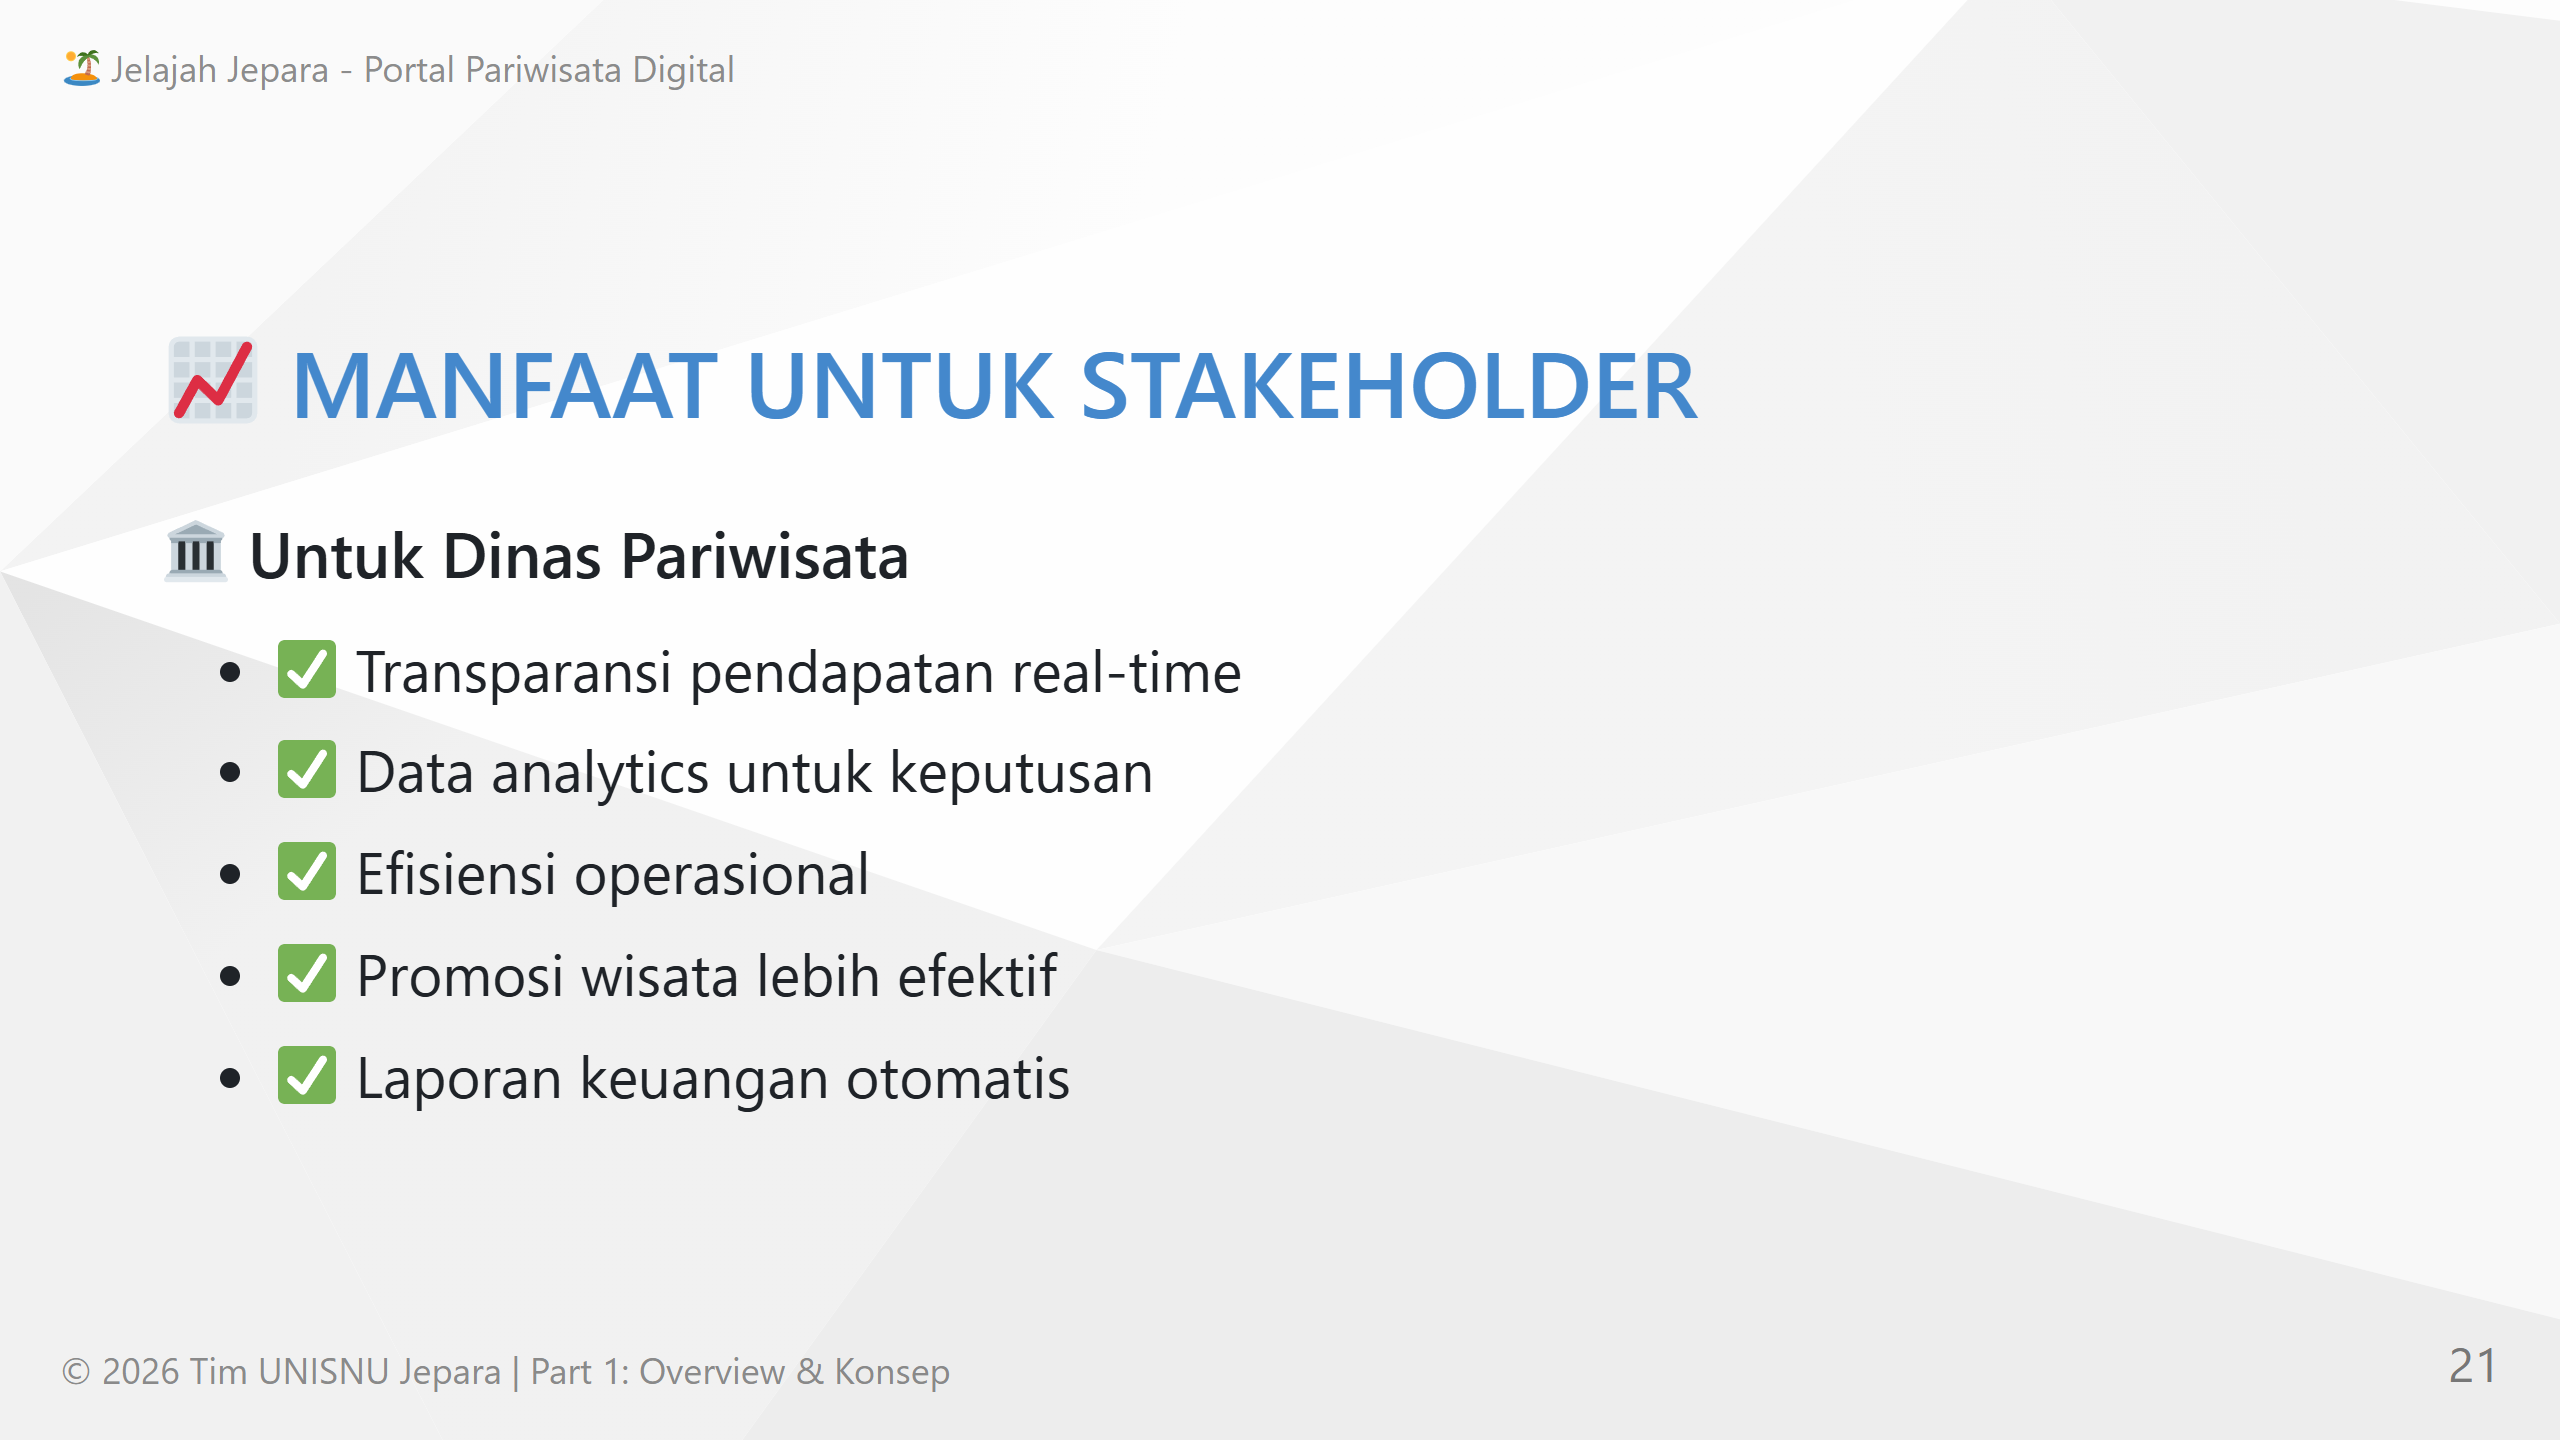 🏝️ Jelajah Jepara - Portal Pariwisata Digital
📈 MANFAAT UNTUK STAKEHOLDER
🏛️ Untuk Dinas Pariwisata
• ✅ Transparansi pendapatan real-time
• ✅ Data analytics untuk keputusan
• ✅ Efisiensi operasional
• ✅ Promosi wisata lebih efektif
• ✅ Laporan keuangan otomatis
© 2026 Tim UNISNU Jepara | Part 1: Overview & Konsep
21